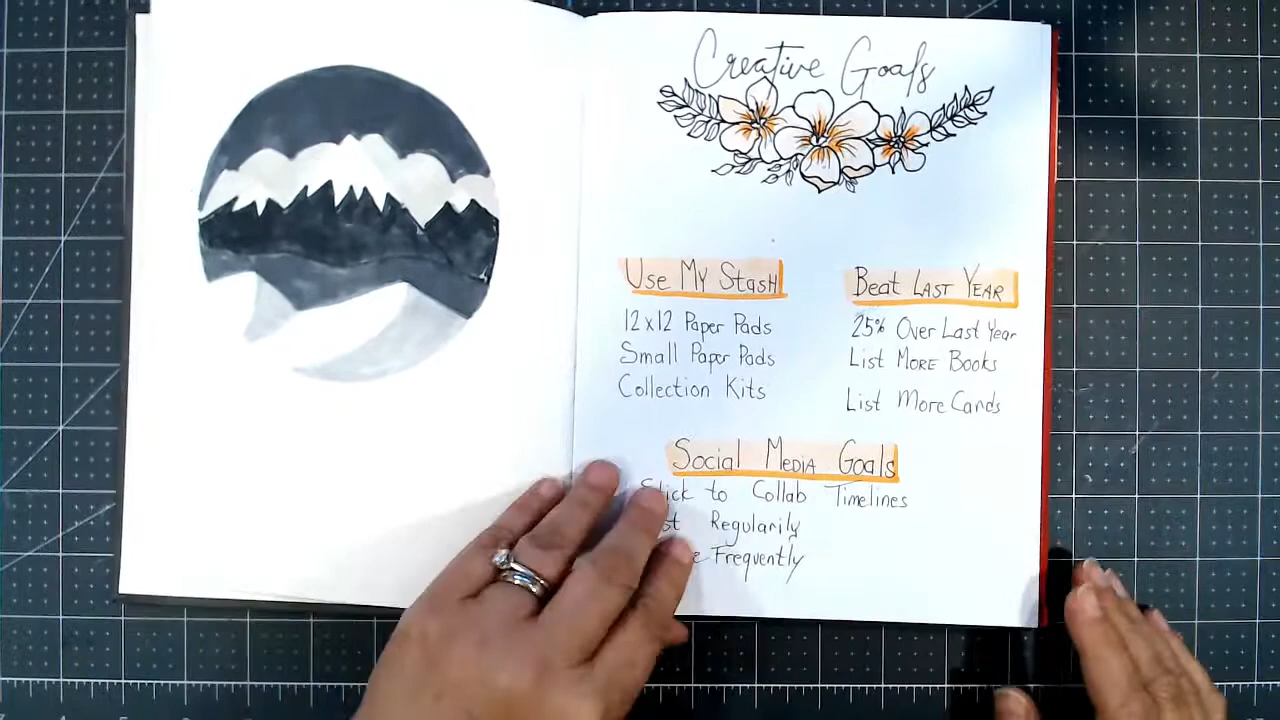 Creative Goals
Use My Stash
12x12 Paper Pads
Small Paper Pads
Collection Kits
Beat Last Year
25% Over Last Year
List More Books
List More Cards
Social Media Goals
Stick to Collab Timelines
Regularily
Frequently